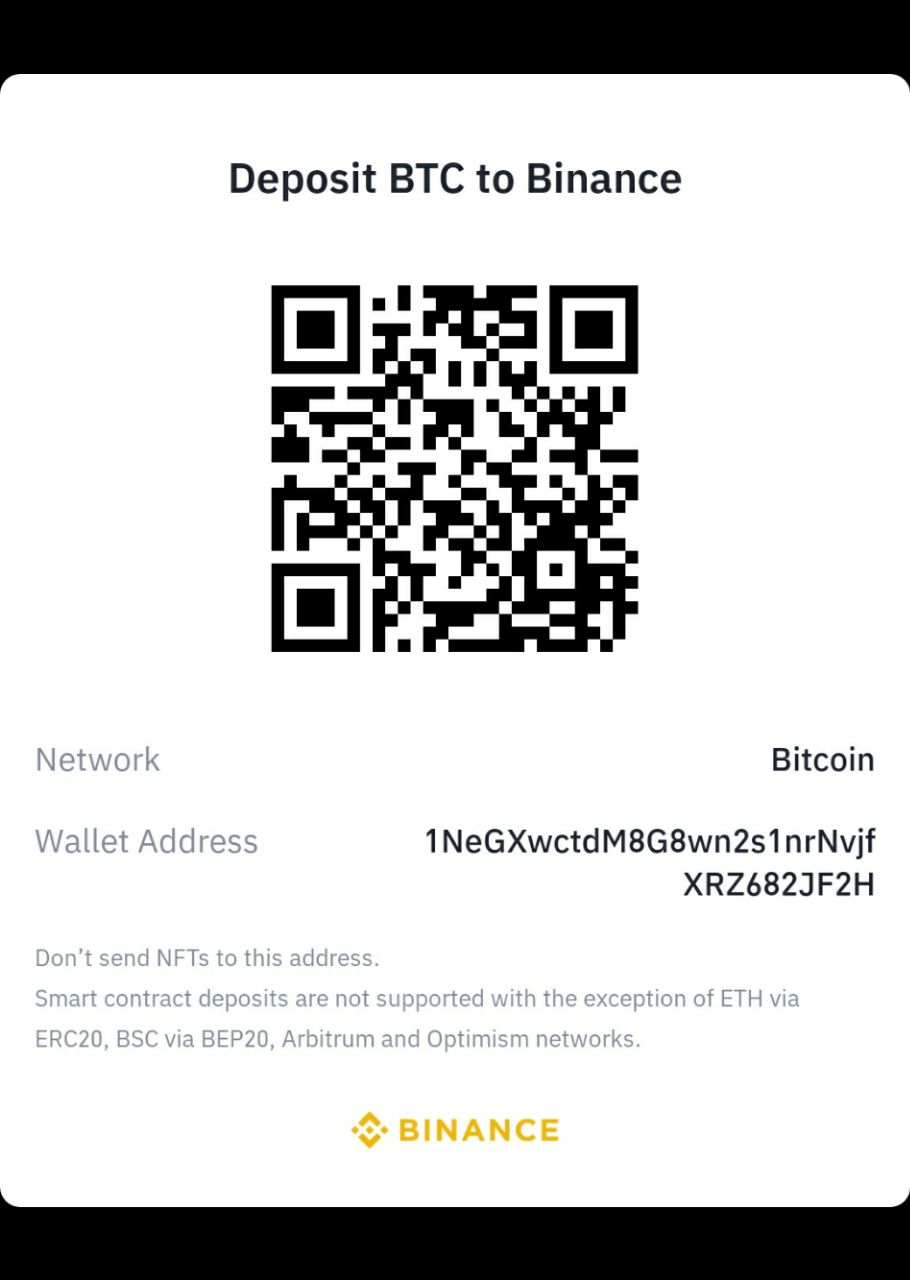 Deposit BTC to Binance
Network
Bitcoin
Wallet Address
1NeGXwctdM8G8wn2s1nrNvjf
XRZ682JF2H
Don’t send NFTs to this address.
Smart contract deposits are not supported with the exception of ETH via
ERC20, BSC via BEP20, Arbitrum and Optimism networks.
BINANCE